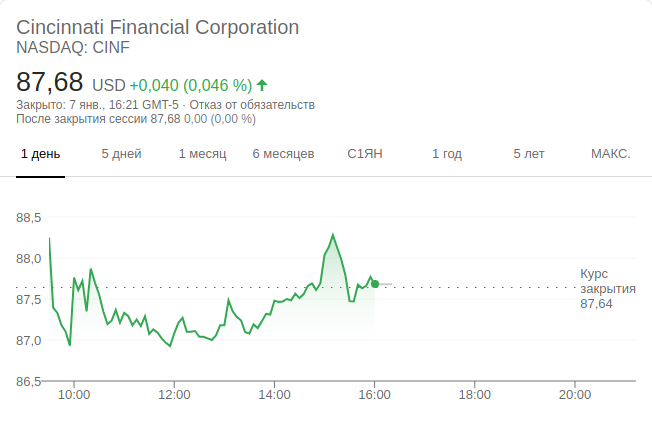 Cincinnati Financial Corporation
NASDAQ: CINF
87,68 USD +0,040 (0,046 %)
Закрыто: 7 янв., 16:21 GMT-5 · Отказ от обязательств
После закрытия сессии 87,68 0,00 (0,00 %)
1 день 5 дней 1 месяц 6 месяцев С1ЯН 1 год 5 лет МАКС.
88,5
88,0
87,5
87,0
86,5
Курс
закрытия
87,64
10:00 12:00 14:00 16:00 18:00 20:00